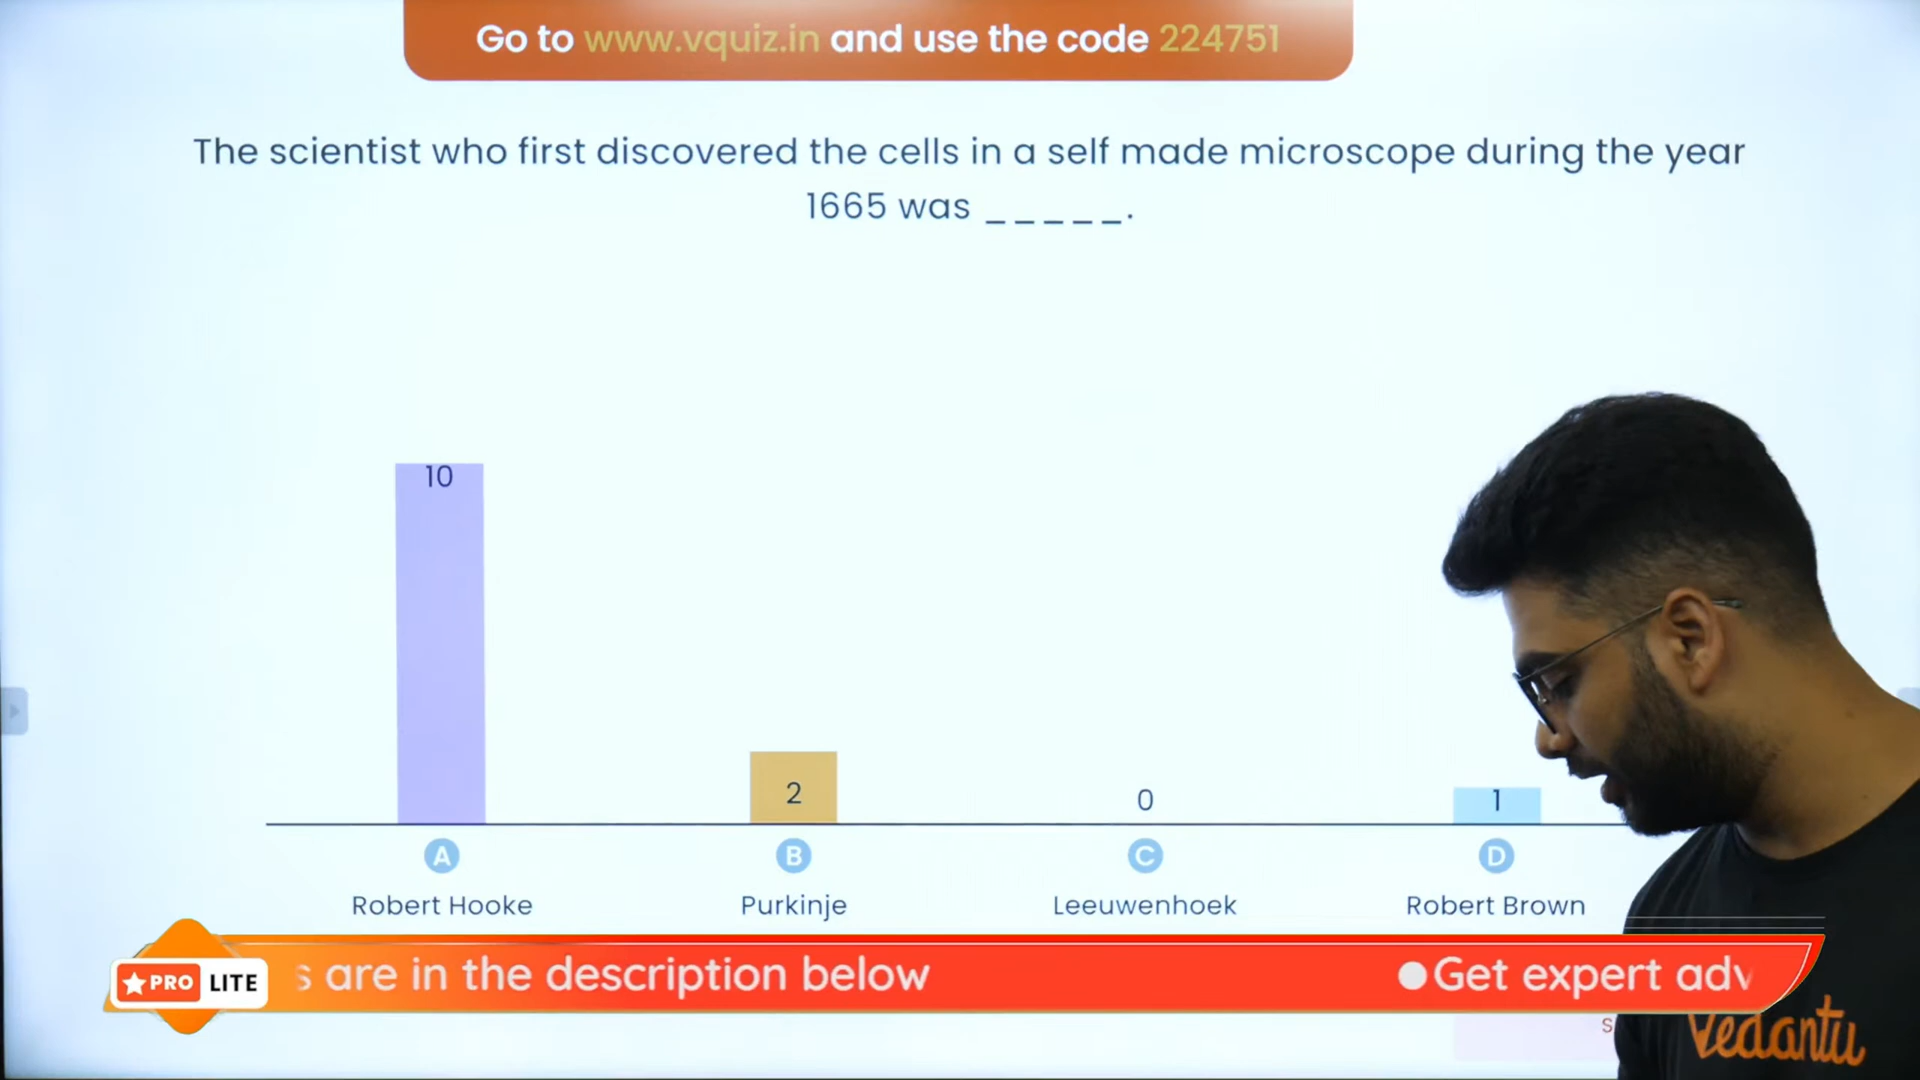 Go to www.vquiz.in and use the code 224751
The scientist who first discovered the cells in a self made microscope during the year
1665 was _ _ _ _ _.
10
2
0
1
A
B
C
D
Robert Hooke
Purkinje
Leeuwenhoek
Robert Brown
PRO LITE
s are in the description below
Get expert adv
s
Vedantu